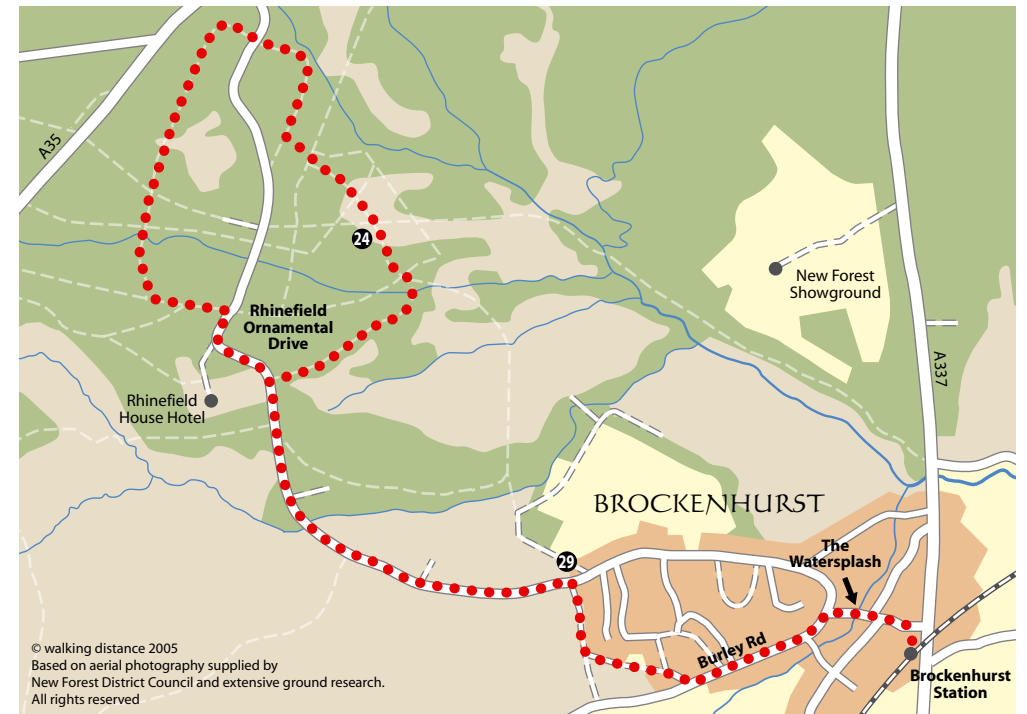 A35
24
New Forest
Showground
Rhinefield
Ornamental
Drive
A337
Rhinefield
House Hotel
BROCKENHURST
The
Watersplash
29
Burley Rd
© walking distance 2005
Based on aerial photography supplied by
New Forest District Council and extensive ground research.
All rights reserved
Brockenhurst
Station